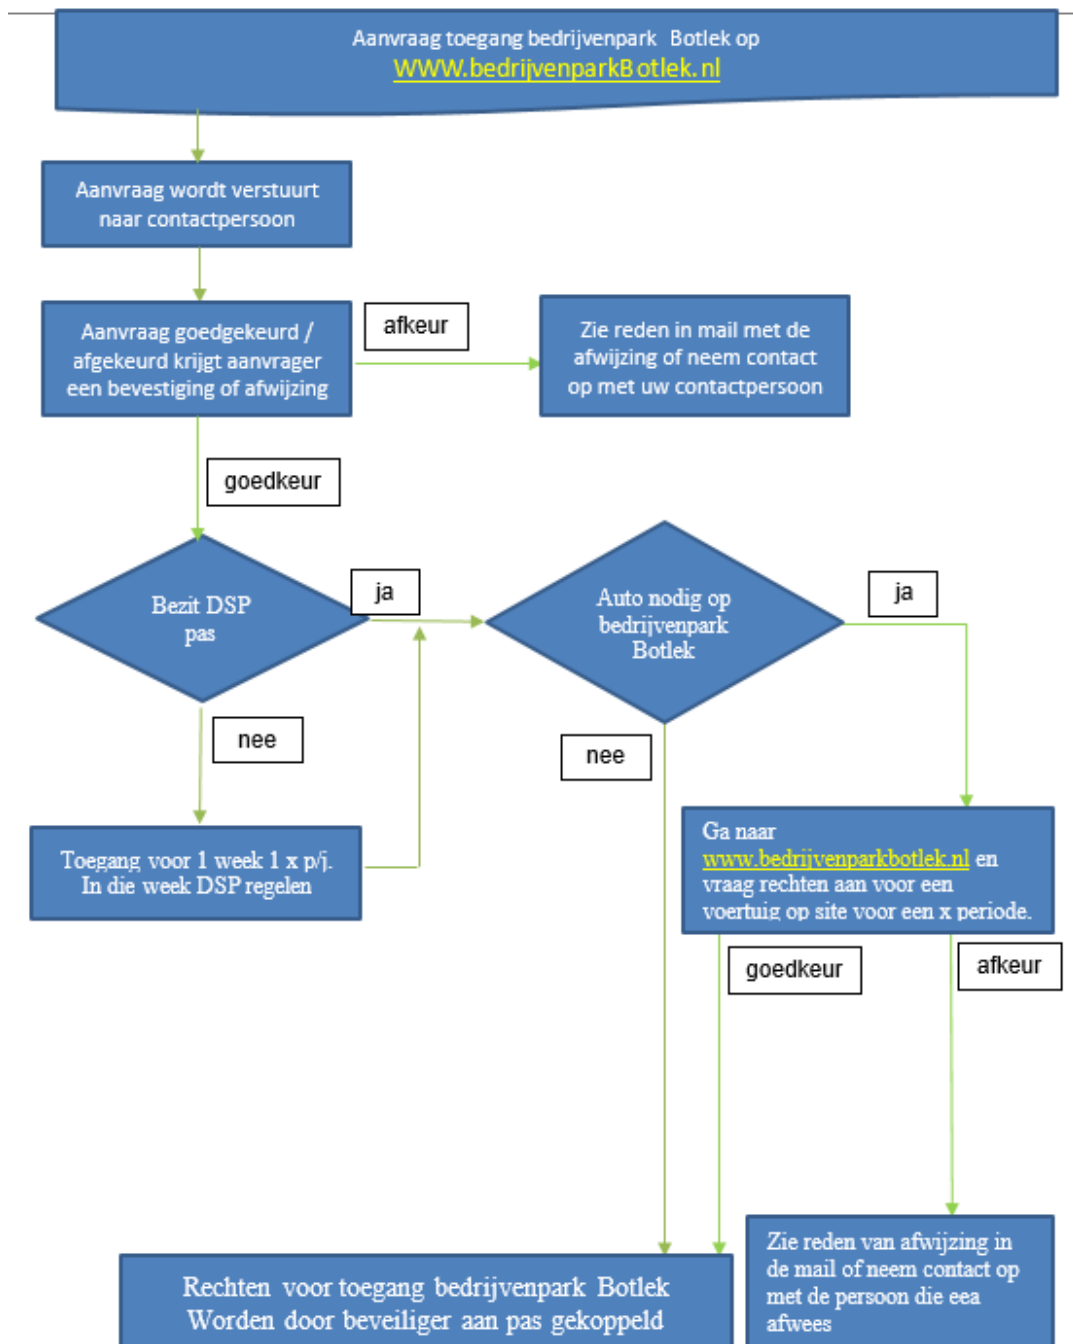 Aanvraag toegang bedrijvenpark Botlek op
WWW.bedrijvenparkBotlek.nl
Aanvraag wordt verstuurt
naar contactpersoon
Aanvraag goedgekeurd /
afgekeurd krijgt aanvrager
een bevestiging of afwijzing
afkeur
Zie reden in mail met de
afwijzing of neem contact
op met uw contactpersoon
goedkeur
Bezit DSP
pas
ja
Auto nodig op
bedrijvenpark
Botlek
ja
nee
nee
Toegang voor 1 week 1 x p/j.
In die week DSP regelen
Ga naar
www.bedrijvenparkbotlek.nl en
vraag rechten aan voor een
voertuig op site voor een x periode.
goedkeur
afkeur
Rechten voor toegang bedrijvenpark Botlek
Worden door beveiliger aan pas gekoppeld
Zie reden van afwijzing in
de mail of neem contact op
met de persoon die eea
afwees